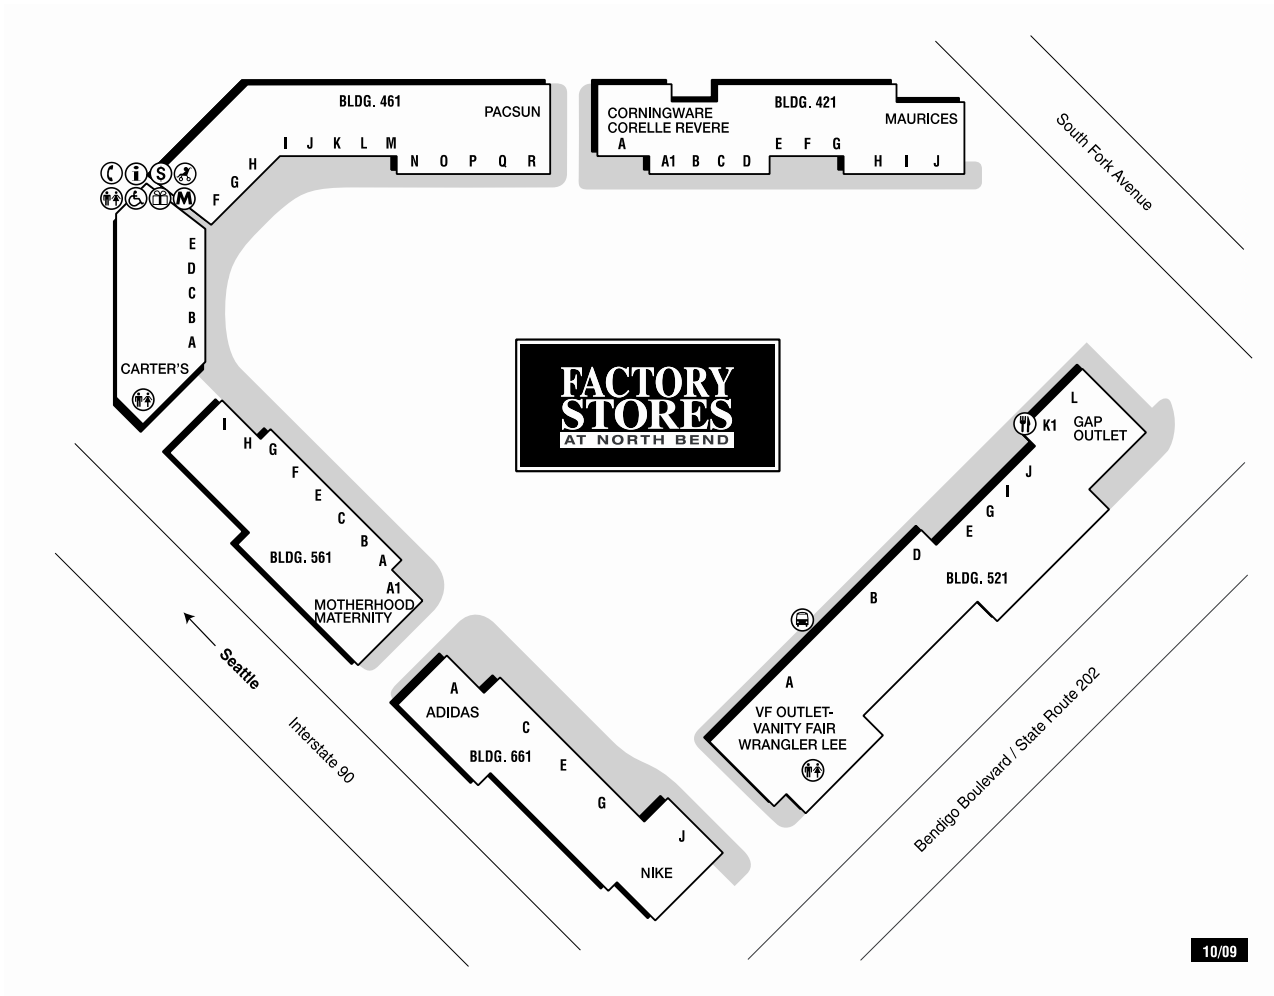 BLDG. 461
PACSUN
I J K L M
N O P Q R
H
G
F
i S
M
E
D
C
B
A
CARTER'S
CORNINGWARE
CORELLE REVERE
BLDG. 421
MAURICES
A
A1 B C D
E F G
H I J
South Fork Avenue
FACTORY
STORES
AT NORTH BEND
I
H
G
F
E
C
B
A
A1
BLDG. 561
MOTHERHOOD
MATERNITY
Seattle
Interstate 90
A
ADIDAS
C
BLDG. 661
E
G
J
NIKE
L
K1
GAP
OUTLET
J
I
G
E
D
BLDG. 521
B
A
VF OUTLET-
VANITY FAIR
WRANGLER LEE
Bendigo Boulevard / State Route 202
10/09